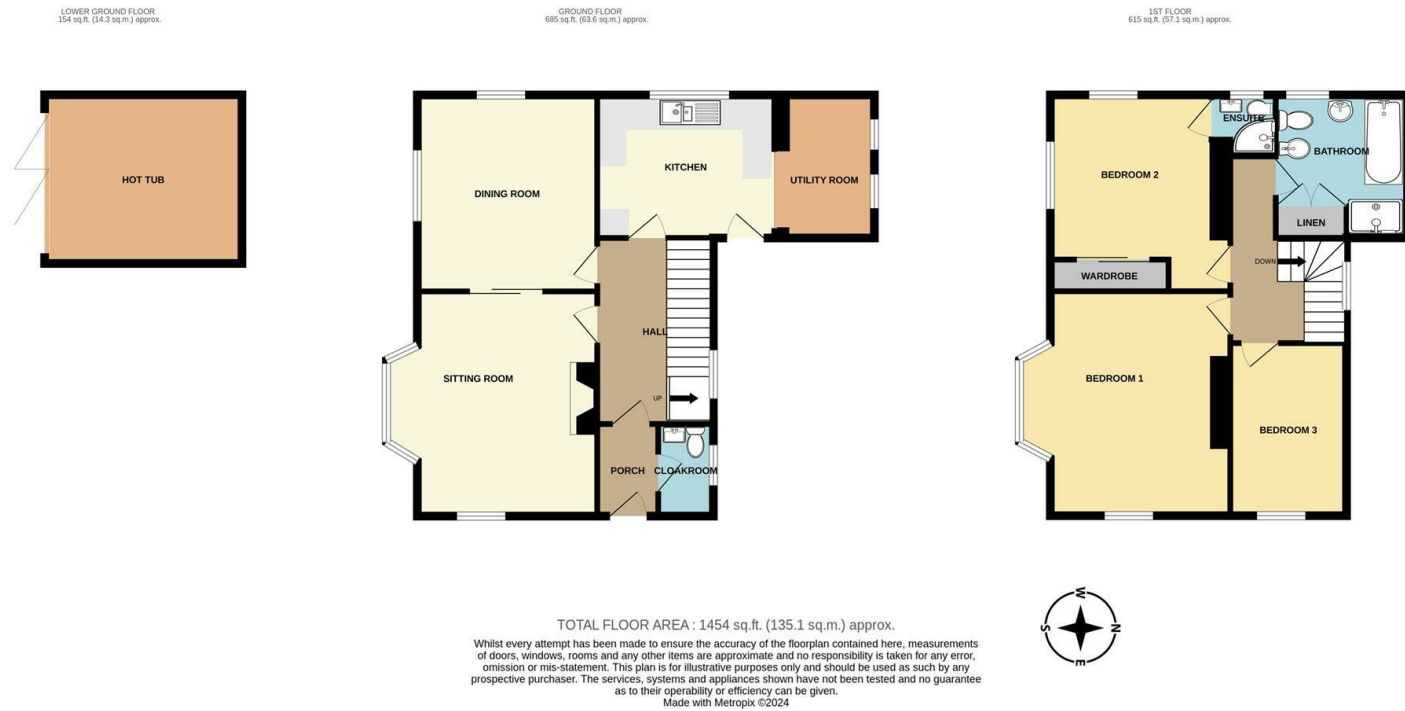 LOWER GROUND FLOOR
154 sq.ft. (14.3 sq.m.) approx.
GROUND FLOOR
685 sq.ft. (63.6 sq.m.) approx.
1ST FLOOR
615 sq.ft. (57.1 sq.m.) approx.
HOT TUB
DINING ROOM
KITCHEN
UTILITY ROOM
HALL
SITTING ROOM
UP
PORCH
CLOAKROOM
ENSUITE
BATHROOM
BEDROOM 2
LINEN
DOWN
WARDROBE
BEDROOM 1
BEDROOM 3
W
N
S
E
TOTAL FLOOR AREA : 1454 sq.ft. (135.1 sq.m.) approx.
Whilst every attempt has been made to ensure the accuracy of the floorplan contained here, measurements
of doors, windows, rooms and any other items are approximate and no responsibility is taken for any error,
omission or mis-statement. This plan is for illustrative purposes only and should be used as such by any
prospective purchaser. The services, systems and appliances shown have not been tested and no guarantee
as to their operability or efficiency can be given.
Made with Metropix ©2024